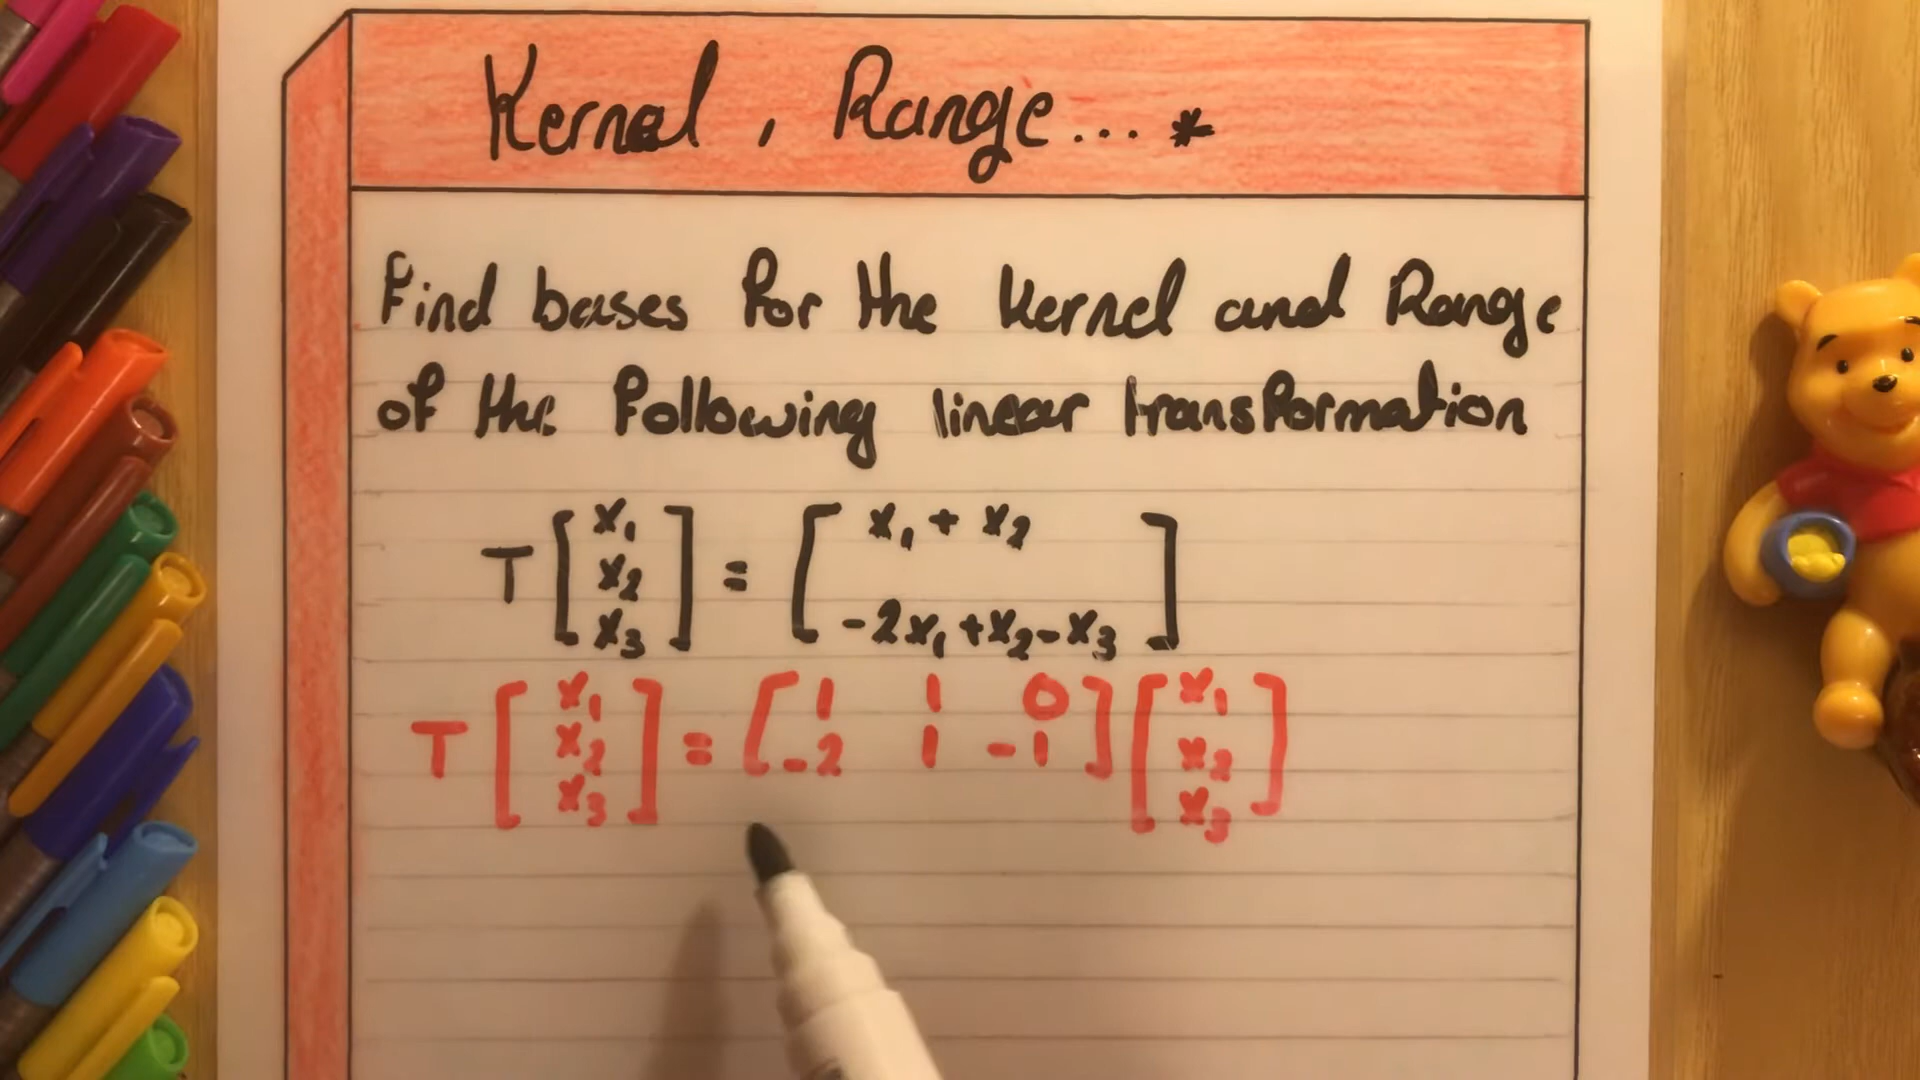 Kernel, Range...*
Find bases for the kernel and Range
of the following linear transformation
T [x₁ x₂ x₃] = [x₁ + x₂
-2x₁ + x₂ - x₃]
T [x₁ x₂ x₃] = [1 1 0
-2 1 -1] [x₁ x₂ x₃]